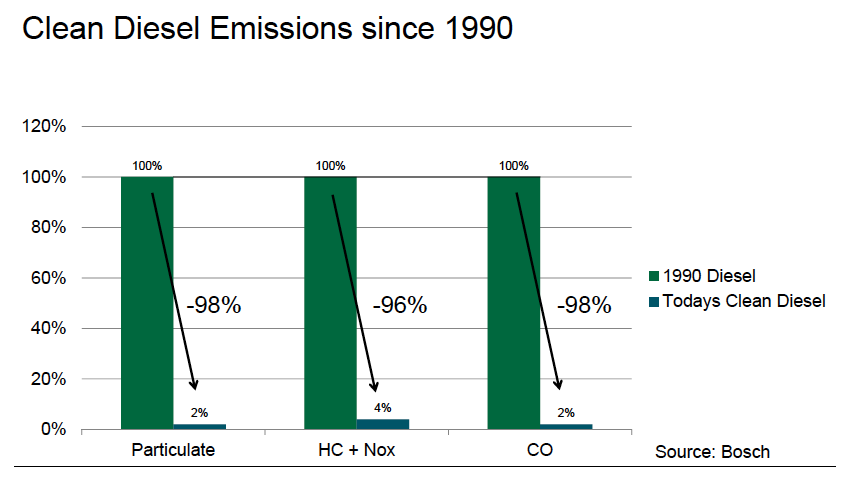 Clean Diesel Emissions since 1990
120%
100%
80%
60%
40%
20%
0%
100%
100%
100%
-98%
-96%
-98%
2%
4%
2%
Particulate
HC + Nox
CO
1990 Diesel
Todays Clean Diesel
Source: Bosch